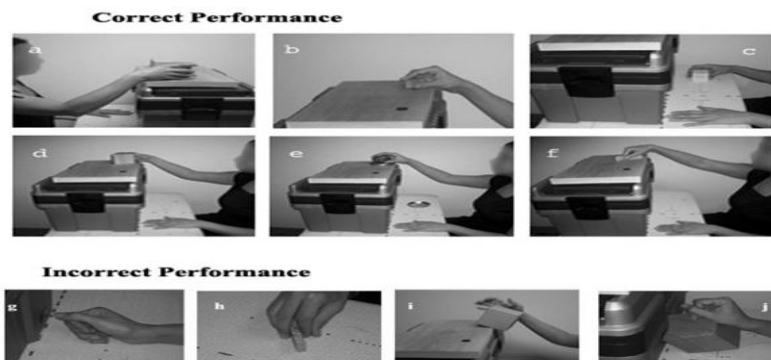 Correct Performance
a
b
c
d
e
f
Incorrect Performance
g
h
i
j